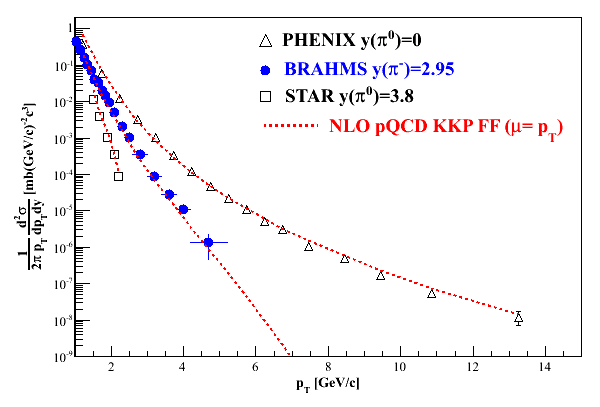 PHENIX y(π⁰)=0
BRAHMS y(π⁻)=2.95
STAR y(π⁰)=3.8
NLO pQCD KKP FF (μ= p_T)
1/(2π p_T) d²σ/(dp_T dy) [mb(GeV/c)⁻²c³]
1
10⁻¹
10⁻²
10⁻³
10⁻⁴
10⁻⁵
10⁻⁶
10⁻⁷
10⁻⁸
10⁻⁹
2 4 6 8 10 12 14
p_T [GeV/c]